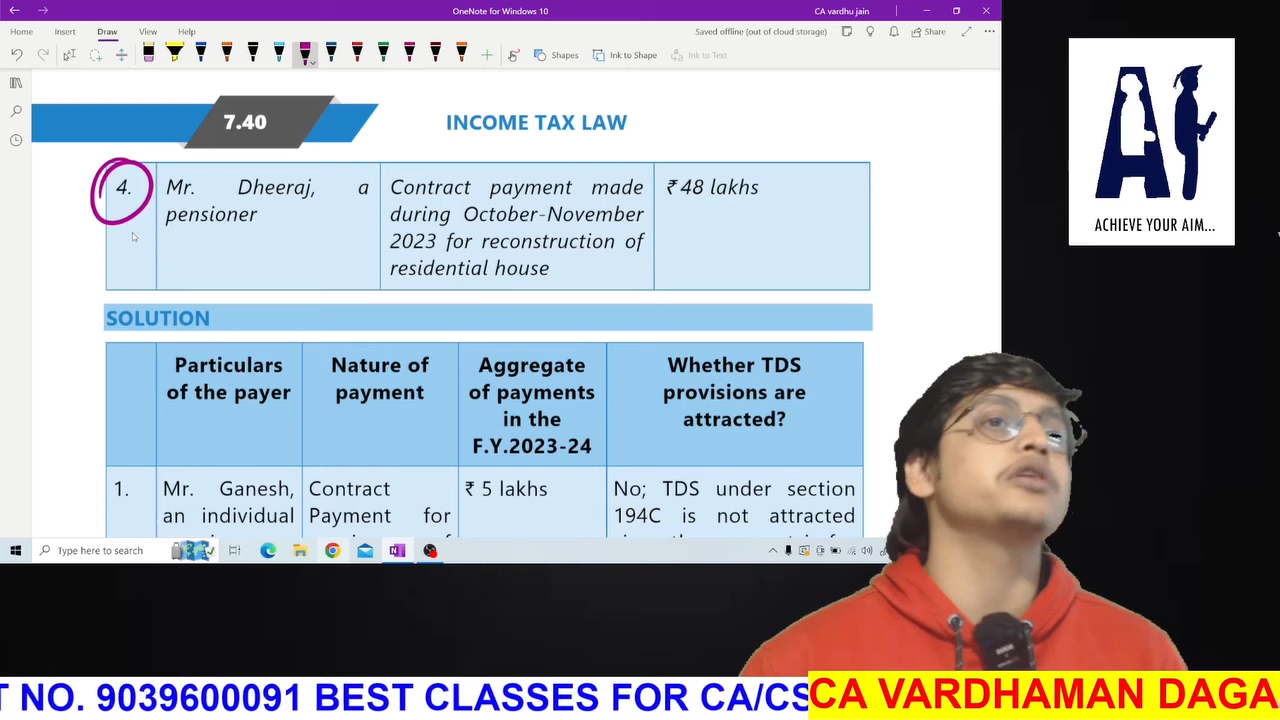 OneNote for Windows 10
CA vardhu jain
Home Insert Draw View Help
Saved offline (out of cloud storage)
Share
Shapes
Ink to Shape
Ink to Text
7.40
INCOME TAX LAW
4. Mr. Dheeraj, a Contract payment made ₹ 48 lakhs
pensioner during October-November
2023 for reconstruction of
residential house
SOLUTION
Particulars Nature of Aggregate Whether TDS
of the payer payment of payments provisions are
in the attracted?
F.Y.2023-24
1. Mr. Ganesh, Contract ₹ 5 lakhs No; TDS under section
an individual Payment for 194C is not attracted
Type here to search
ACHIEVE YOUR AIM...
T NO. 9039600091 BEST CLASSES FOR CA/CS
CA VARDHAMAN DAGA